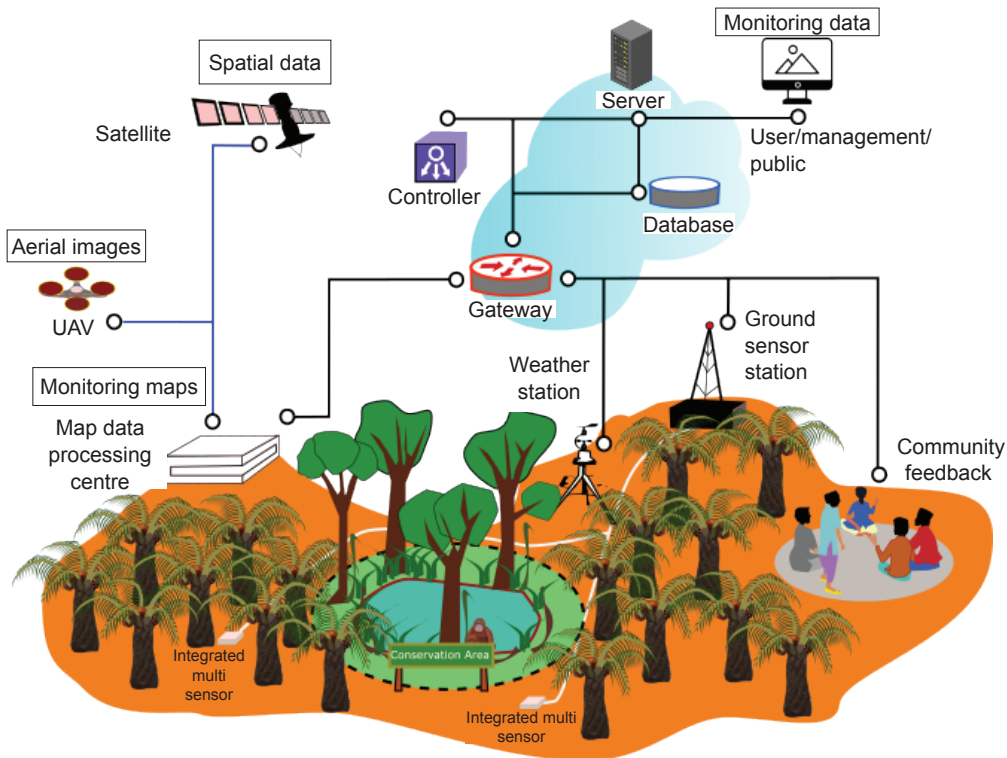 Monitoring data
Spatial data
Server
Satellite
User/management/
public
Controller
Database
Aerial images
UAV
Gateway
Ground
sensor
station
Weather
station
Monitoring maps
Map data
processing
centre
Community
feedback
Conservation Area
Integrated
multi
sensor
Integrated multi
sensor